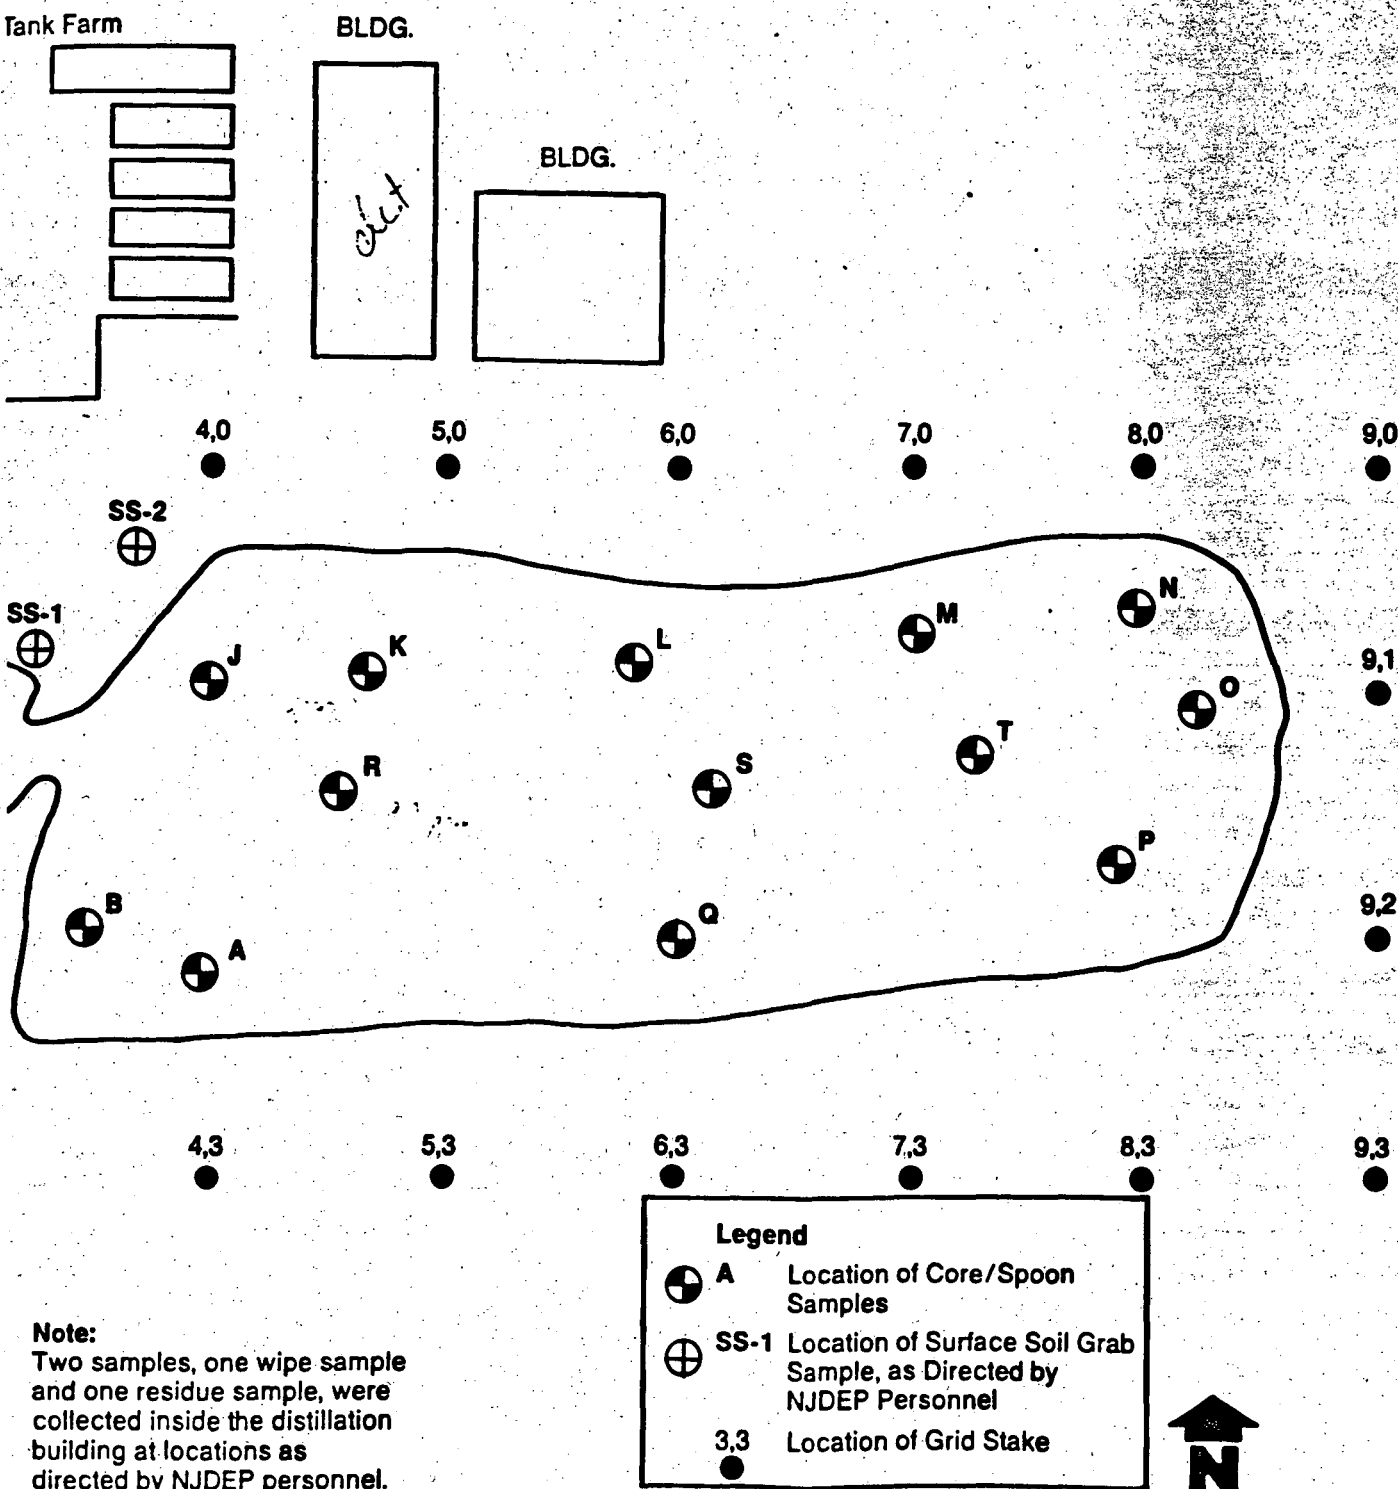 Tank Farm
BLDG.
BLDG.
4,0
5,0
6,0
7,0
8,0
9,0
SS-2
SS-1
J
K
L
M
N
9,1
O
T
R
S
P
B
A
Q
9,2
4,3
5,3
6,3
7,3
8,3
9,3
Legend
A Location of Core/Spoon
Samples
SS-1 Location of Surface Soil Grab
Sample, as Directed by
NJDEP Personnel
3,3 Location of Grid Stake
Note:
Two samples, one wipe sample
and one residue sample, were
collected inside the distillation
building at locations as
directed by NJDEP personnel.
N